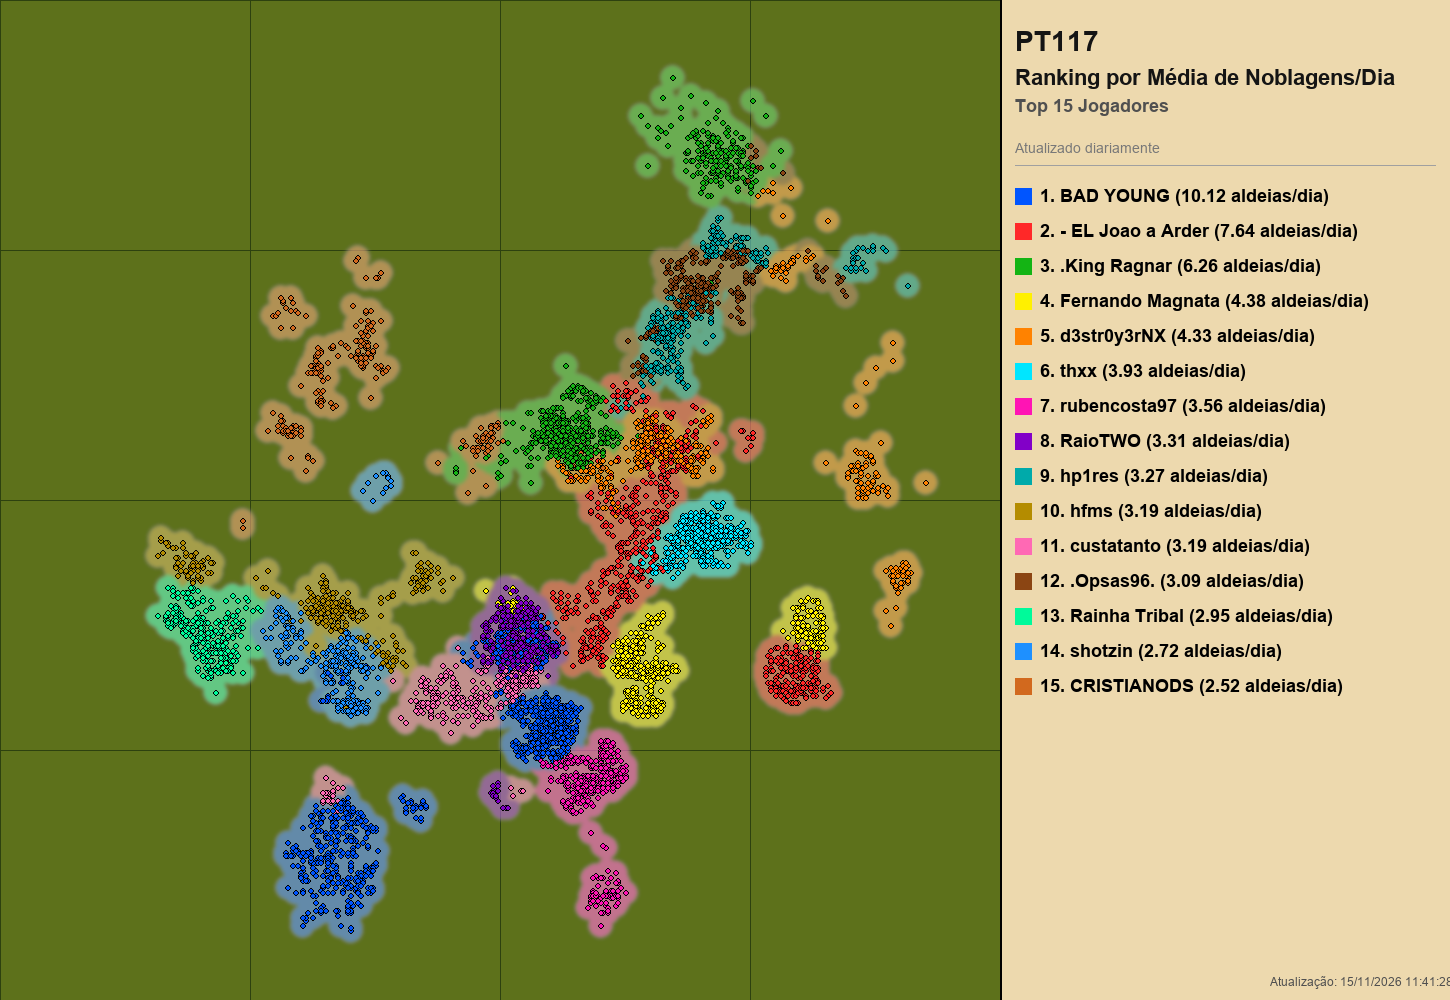 PT117
Ranking por Média de Noblagens/Dia
Top 15 Jogadores
Atualizado diariamente
1. BAD YOUNG (10.12 aldeias/dia)
2. - EL Joao a Arder (7.64 aldeias/dia)
3. .King Ragnar (6.26 aldeias/dia)
4. Fernando Magnata (4.38 aldeias/dia)
5. d3str0y3rNX (4.33 aldeias/dia)
6. thxx (3.93 aldeias/dia)
7. rubencosta97 (3.56 aldeias/dia)
8. RaioTWO (3.31 aldeias/dia)
9. hp1res (3.27 aldeias/dia)
10. hfms (3.19 aldeias/dia)
11. custatanto (3.19 aldeias/dia)
12. .Opsas96. (3.09 aldeias/dia)
13. Rainha Tribal (2.95 aldeias/dia)
14. shotzin (2.72 aldeias/dia)
15. CRISTIANODS (2.52 aldeias/dia)
Atualização: 15/11/2026 11:41:28